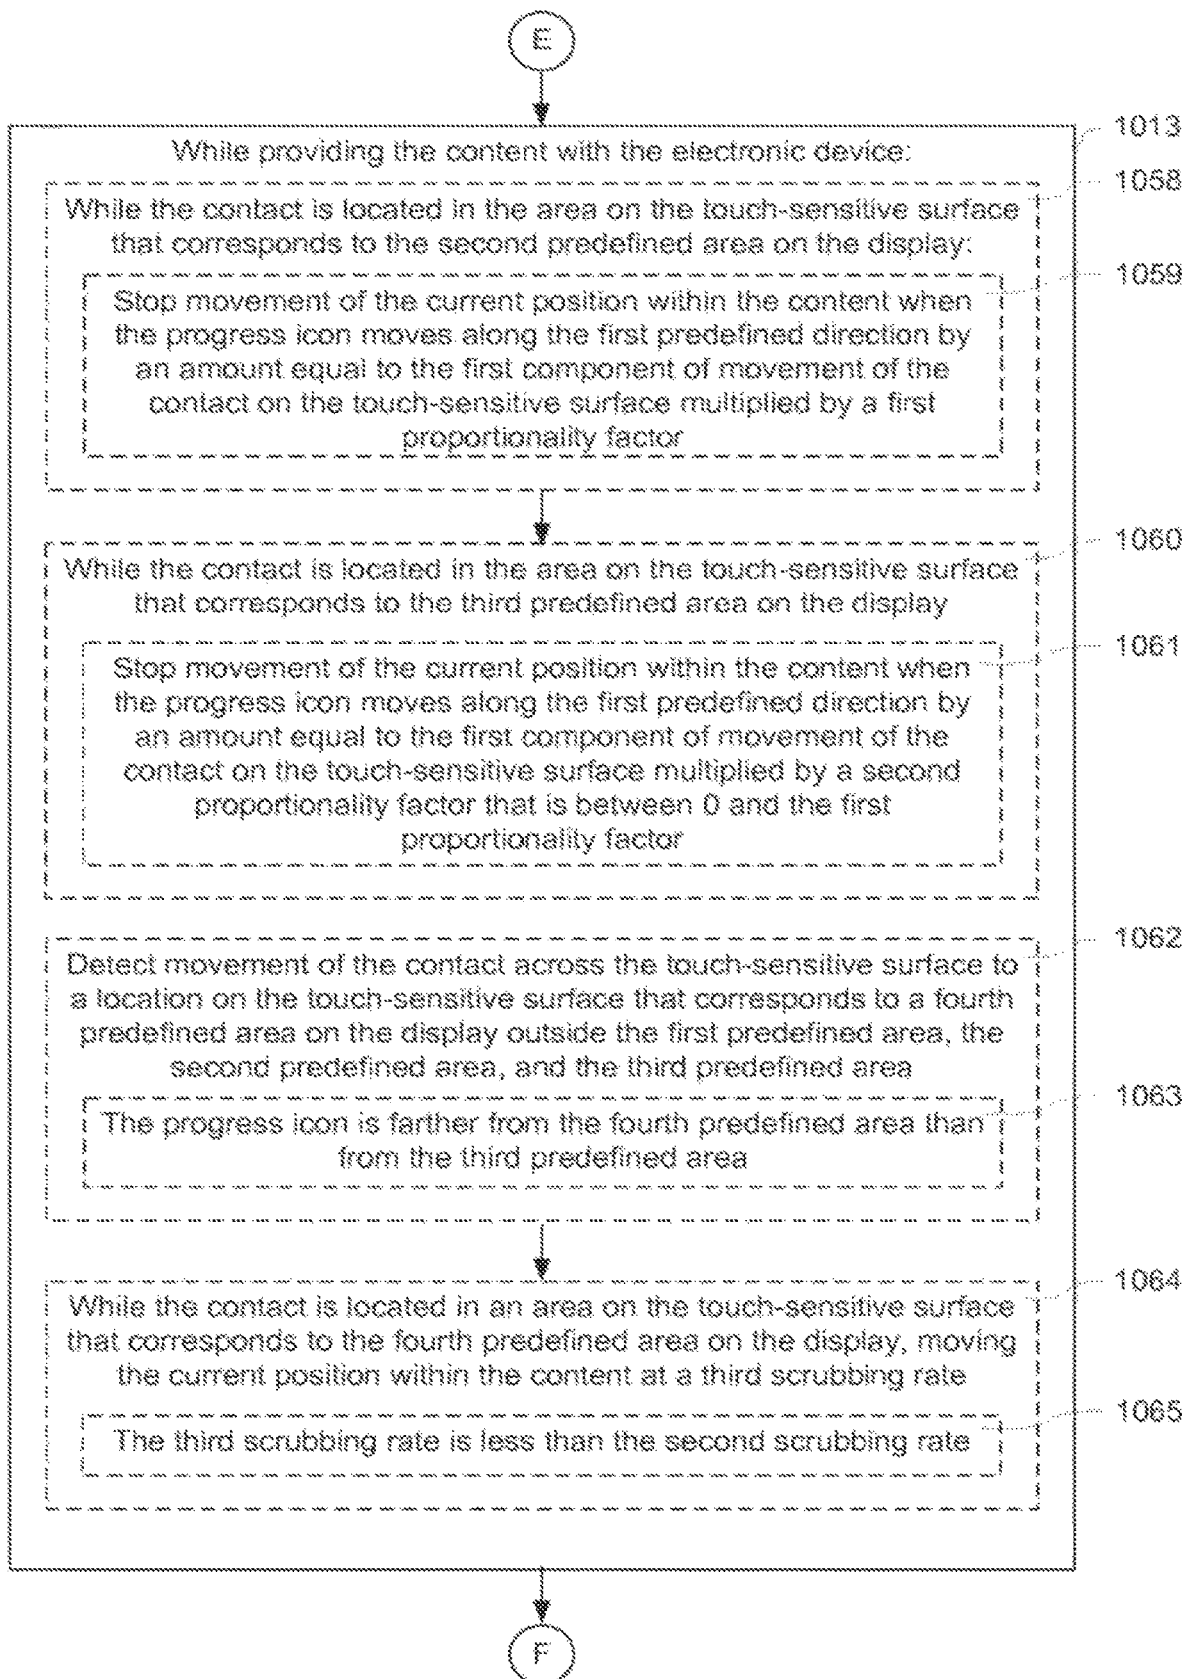 E
1013
While providing the content with the electronic device:
1058
While the contact is located in the area on the touch-sensitive surface
that corresponds to the second predefined area on the display:
1059
Stop movement of the current position within the content when
the progress icon moves along the first predefined direction by
an amount equal to the first component of movement of the
contact on the touch-sensitive surface multiplied by a first
proportionality factor
1060
While the contact is located in the area on the touch-sensitive surface
that corresponds to the third predefined area on the display
1061
Stop movement of the current position within the content when
the progress icon moves along the first predefined direction by
an amount equal to the first component of movement of the
contact on the touch-sensitive surface multiplied by a second
proportionality factor that is between 0 and the first
proportionality factor
1062
Detect movement of the contact across the touch-sensitive surface to
a location on the touch-sensitive surface that corresponds to a fourth
predefined area on the display outside the first predefined area, the
second predefined area, and the third predefined area
1063
The progress icon is farther from the fourth predefined area than
from the third predefined area
1064
While the contact is located in an area on the touch-sensitive surface
that corresponds to the fourth predefined area on the display, moving
the current position within the content at a third scrubbing rate
1065
The third scrubbing rate is less than the second scrubbing rate
F